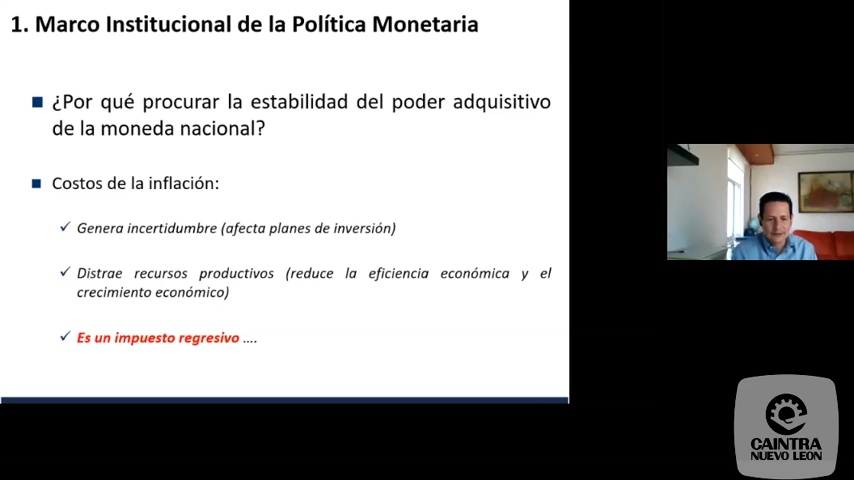 1. Marco Institucional de la Política Monetaria
¿Por qué procurar la estabilidad del poder adquisitivo
de la moneda nacional?
Costos de la inflación:
Genera incertidumbre (afecta planes de inversión)
Distrae recursos productivos (reduce la eficiencia económica y el
crecimiento económico)
Es un impuesto regresivo ....
CAINTRA
NUEVO LEON